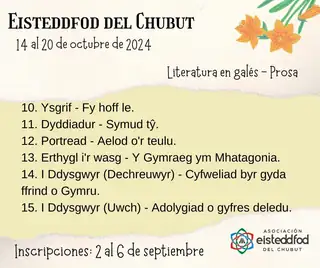 Eisteddfod del Chubut
14 al 20 de octubre de 2024
Literatura en galés - Prosa
10. Ysgrif - Fy hoff le.
11. Dyddiadur - Symud tŷ.
12. Portread - Aelod o'r teulu.
13. Erthygl i'r wasg - Y Gymraeg ym Mhatagonia.
14. I Ddysgwyr (Dechreuwyr) - Cyfweliad byr gyda
ffrind o Gymru.
15. I Ddysgwyr (Uwch) - Adolygiad o gyfres deledu.
ASOCIACIÓN
eisteddfod
DEL CHUBUT
Inscripciones: 2 al 6 de septiembre